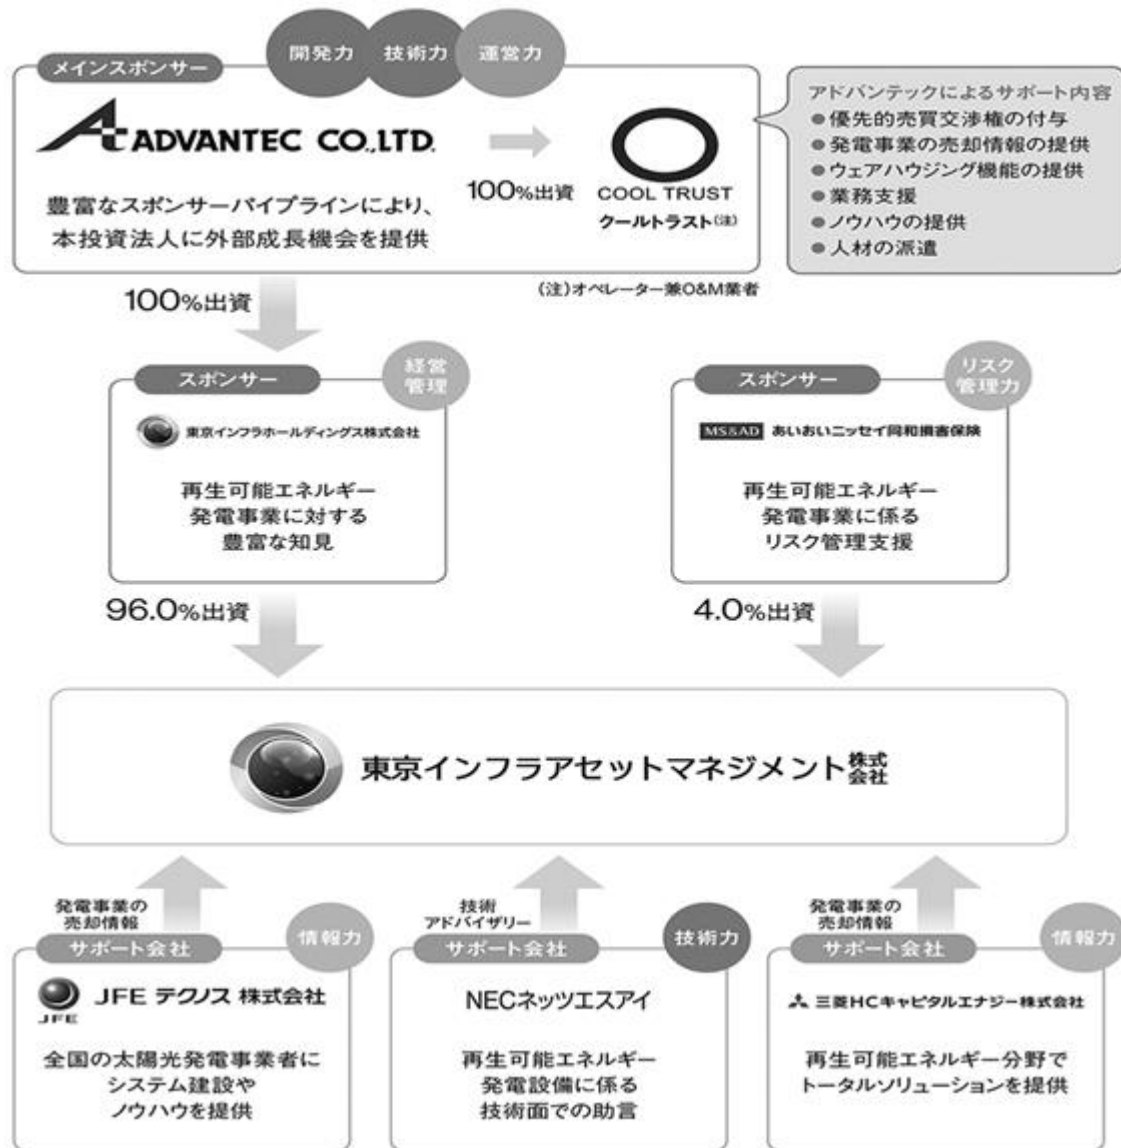 開発力
技術力
運営力
メインスポンサー
ADVANTEC CO.,LTD.
豊富なスポンサーパイプラインにより、
本投資法人に外部成長機会を提供
100%出資
COOL TRUST
クールトラスト(注)
(注)オペレーター兼O&M業者
アドバンテックによるサポート内容
●優先的売買交渉権の付与
●発電事業の売却情報の提供
●ウェアハウジング機能の提供
●業務支援
●ノウハウの提供
●人材の派遣
100%出資
スポンサー
経営
管理
東京インフラホールディングス株式会社
再生可能エネルギー
発電事業に対する
豊富な知見
スポンサー
リスク
管理力
MS&AD あいおいニッセイ同和損害保険
再生可能エネルギー
発電事業に係る
リスク管理支援
96.0%出資
4.0%出資
東京インフラアセットマネジメント株式会社
発電事業の
売却情報
サポート会社
情報力
JFE
JFE テクノス 株式会社
全国の太陽光発電事業者に
システム建設や
ノウハウを提供
技術
アドバイザリー
サポート会社
技術力
NECネッツエスアイ
再生可能エネルギー
発電設備に係る
技術面での助言
発電事業の
売却情報
サポート会社
情報力
三菱HCキャピタルエナジー株式会社
再生可能エネルギー分野で
トータルソリューションを提供